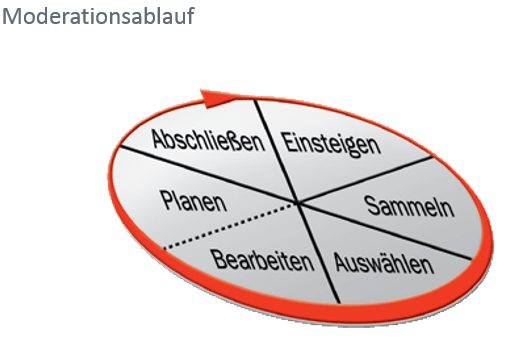 Moderationsablauf
Abschließen
Einsteigen
Planen
Sammeln
Bearbeiten
Auswählen